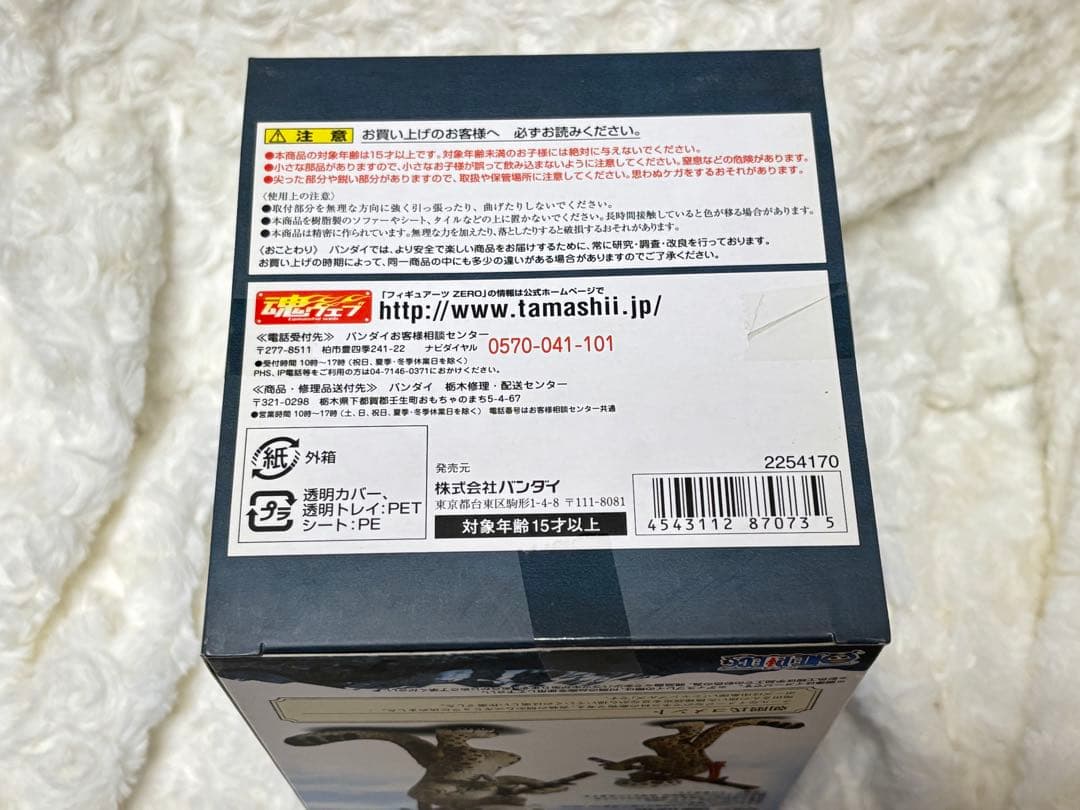 注意 お買い上げのお客様へ 必ずお読みください。
●本商品の対象年齢は15才以上です。対象年齢未満のお子様には絶対に与えないでください。
●小さな部品がありますので、小さなお子様が誤って飲み込まないように注意してください。窒息などの危険があります。
●尖った部分や鋭い部分がありますので、取扱や保管場所に注意してください。思わぬケガをするおそれがあります。
〈使用上の注意〉
●取付部分を無理な方向に強く引っ張ったり、曲げたりしないでください。
●本商品を樹脂製のソファーやシート、タイルなどの上に置かないでください。長時間接触していると色が移る場合があります。
●本商品は精密に作られています。無理な力を加えたり、落としたりすると破損するおそれがあります。
〈おことわり〉 バンダイでは、より安全で楽しい商品をお届けするために、常に研究・調査・改良を行っております。
お買い上げの時期によって、同一商品の中にも多少の違いがある場合がありますのでご了承ください。
魂ウェブ
tamashii web
「フィギュアーツ ZERO」の情報は公式ホームページで
http://www.tamashii.jp/
≪電話受付先≫ バンダイお客様相談センター
〒277-8511 柏市豊四季241-22 ナビダイヤル 0570-041-101
●受付時間 10時〜17時(祝日、夏季・冬季休業日を除く)
PHS、IP電話等をご利用の方は04-7146-0371におかけください。
≪商品・修理品送付先≫ バンダイ 栃木修理・配送センター
〒321-0298 栃木県下都賀郡壬生町おもちゃのまち5-4-67
●営業時間 10時〜17時(土、日、祝日、夏季・冬季休業日を除く) 電話番号はお客様相談センター共通
紙 外箱
プラ 透明カバー、
透明トレイ:PET
シート:PE
発売元
株式会社バンダイ
東京都台東区駒形1-4-8 〒111-8081
対象年齢15才以上
2254170
4543112 87073 5